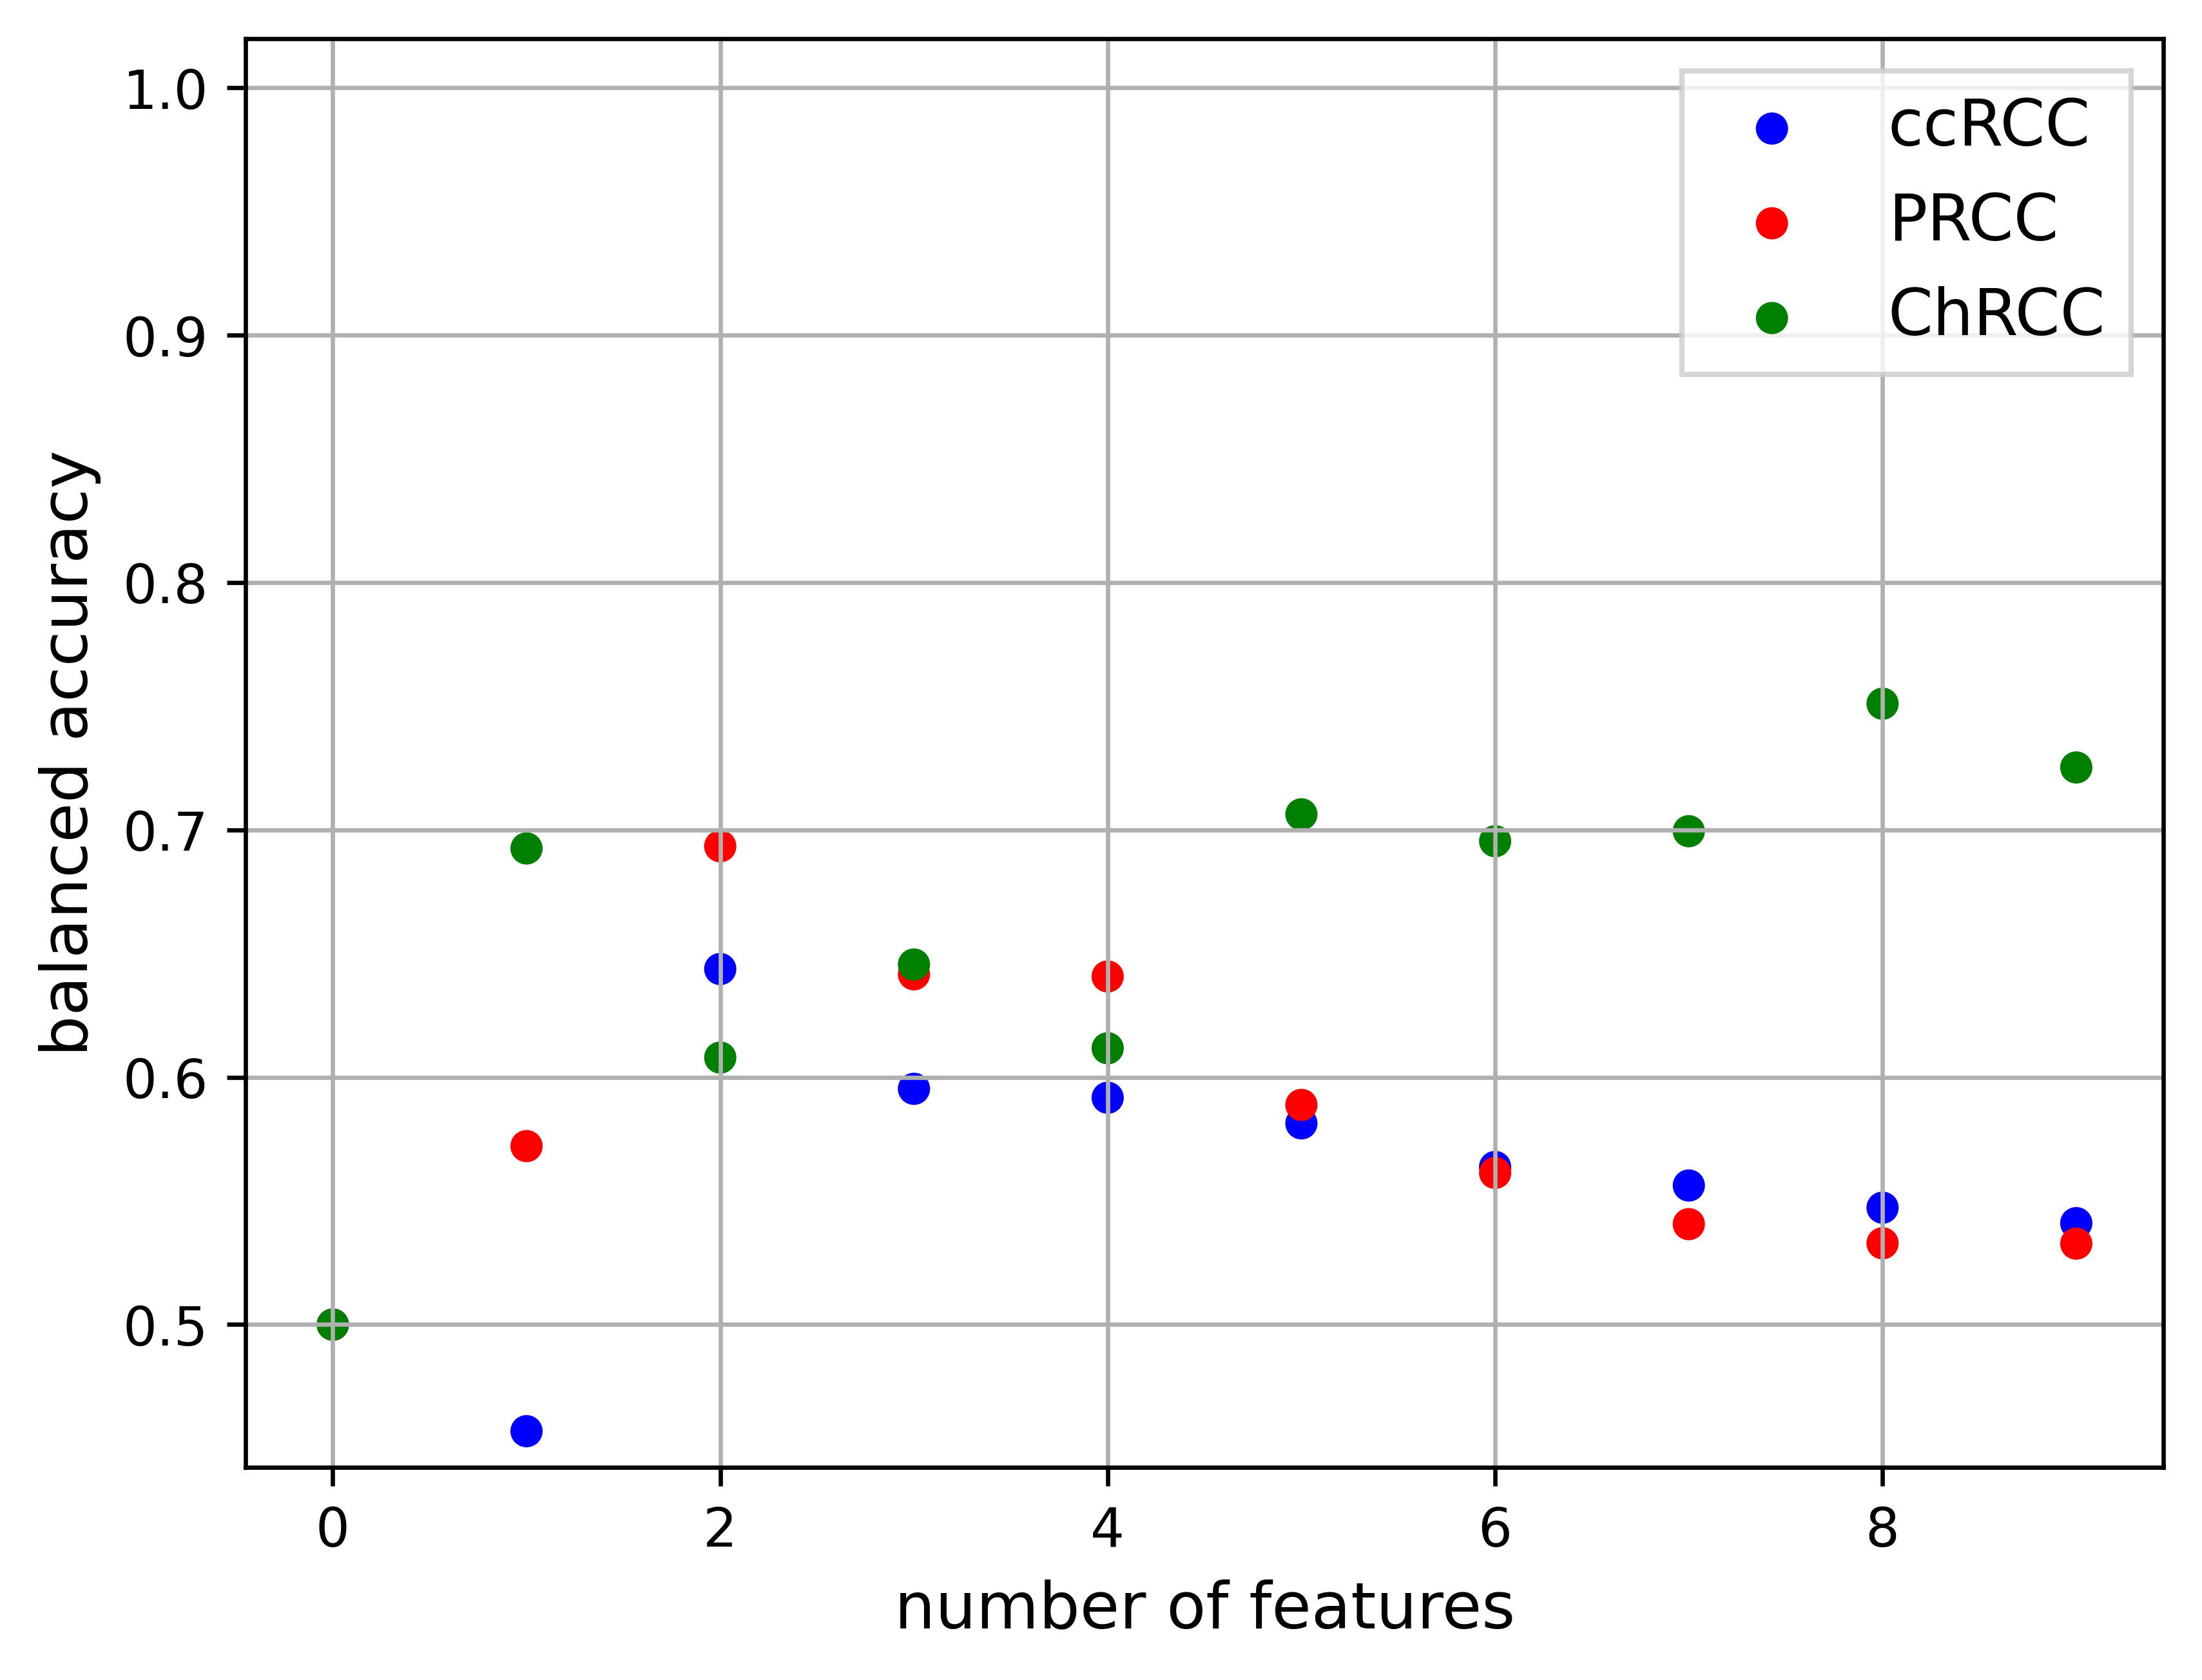 1.0
0.9
0.8
0.7
0.6
0.5
balanced accuracy
ccRCC
PRCC
ChRCC
0 2 4 6 8
number of features